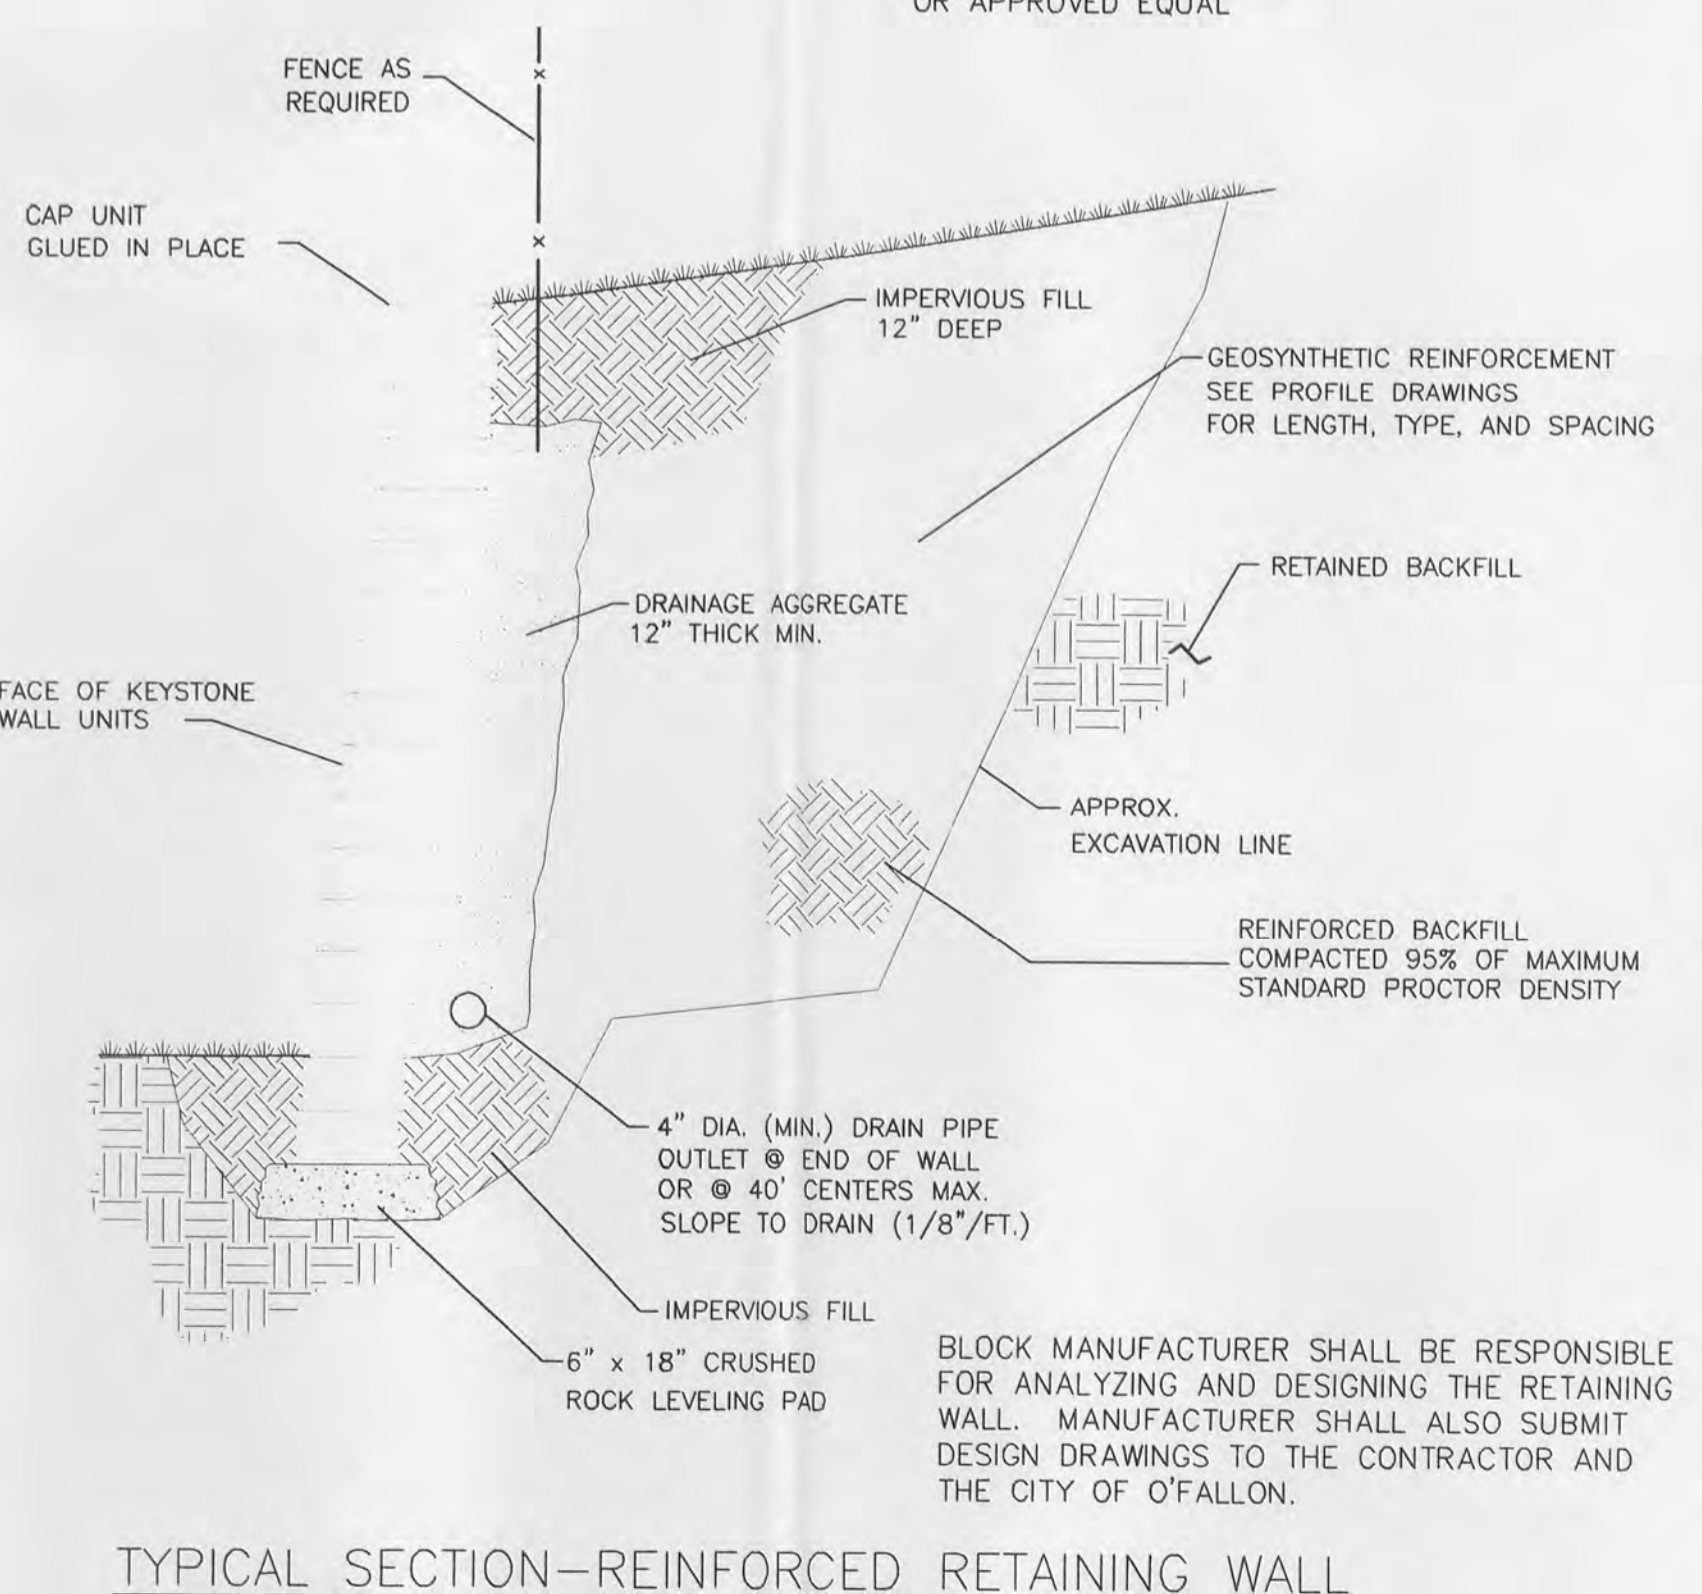 OR APPROVED EQUAL
FENCE AS
REQUIRED
CAP UNIT
GLUED IN PLACE
IMPERVIOUS FILL
12" DEEP
GEOSYNTHETIC REINFORCEMENT
SEE PROFILE DRAWINGS
FOR LENGTH, TYPE, AND SPACING
RETAINED BACKFILL
DRAINAGE AGGREGATE
12" THICK MIN.
FACE OF KEYSTONE
WALL UNITS
APPROX.
EXCAVATION LINE
REINFORCED BACKFILL
COMPACTED 95% OF MAXIMUM
STANDARD PROCTOR DENSITY
4" DIA. (MIN.) DRAIN PIPE
OUTLET @ END OF WALL
OR @ 40' CENTERS MAX.
SLOPE TO DRAIN (1/8"/FT.)
IMPERVIOUS FILL
6" x 18" CRUSHED
ROCK LEVELING PAD
BLOCK MANUFACTURER SHALL BE RESPONSIBLE
FOR ANALYZING AND DESIGNING THE RETAINING
WALL. MANUFACTURER SHALL ALSO SUBMIT
DESIGN DRAWINGS TO THE CONTRACTOR AND
THE CITY OF O'FALLON.
TYPICAL SECTION-REINFORCED RETAINING WALL